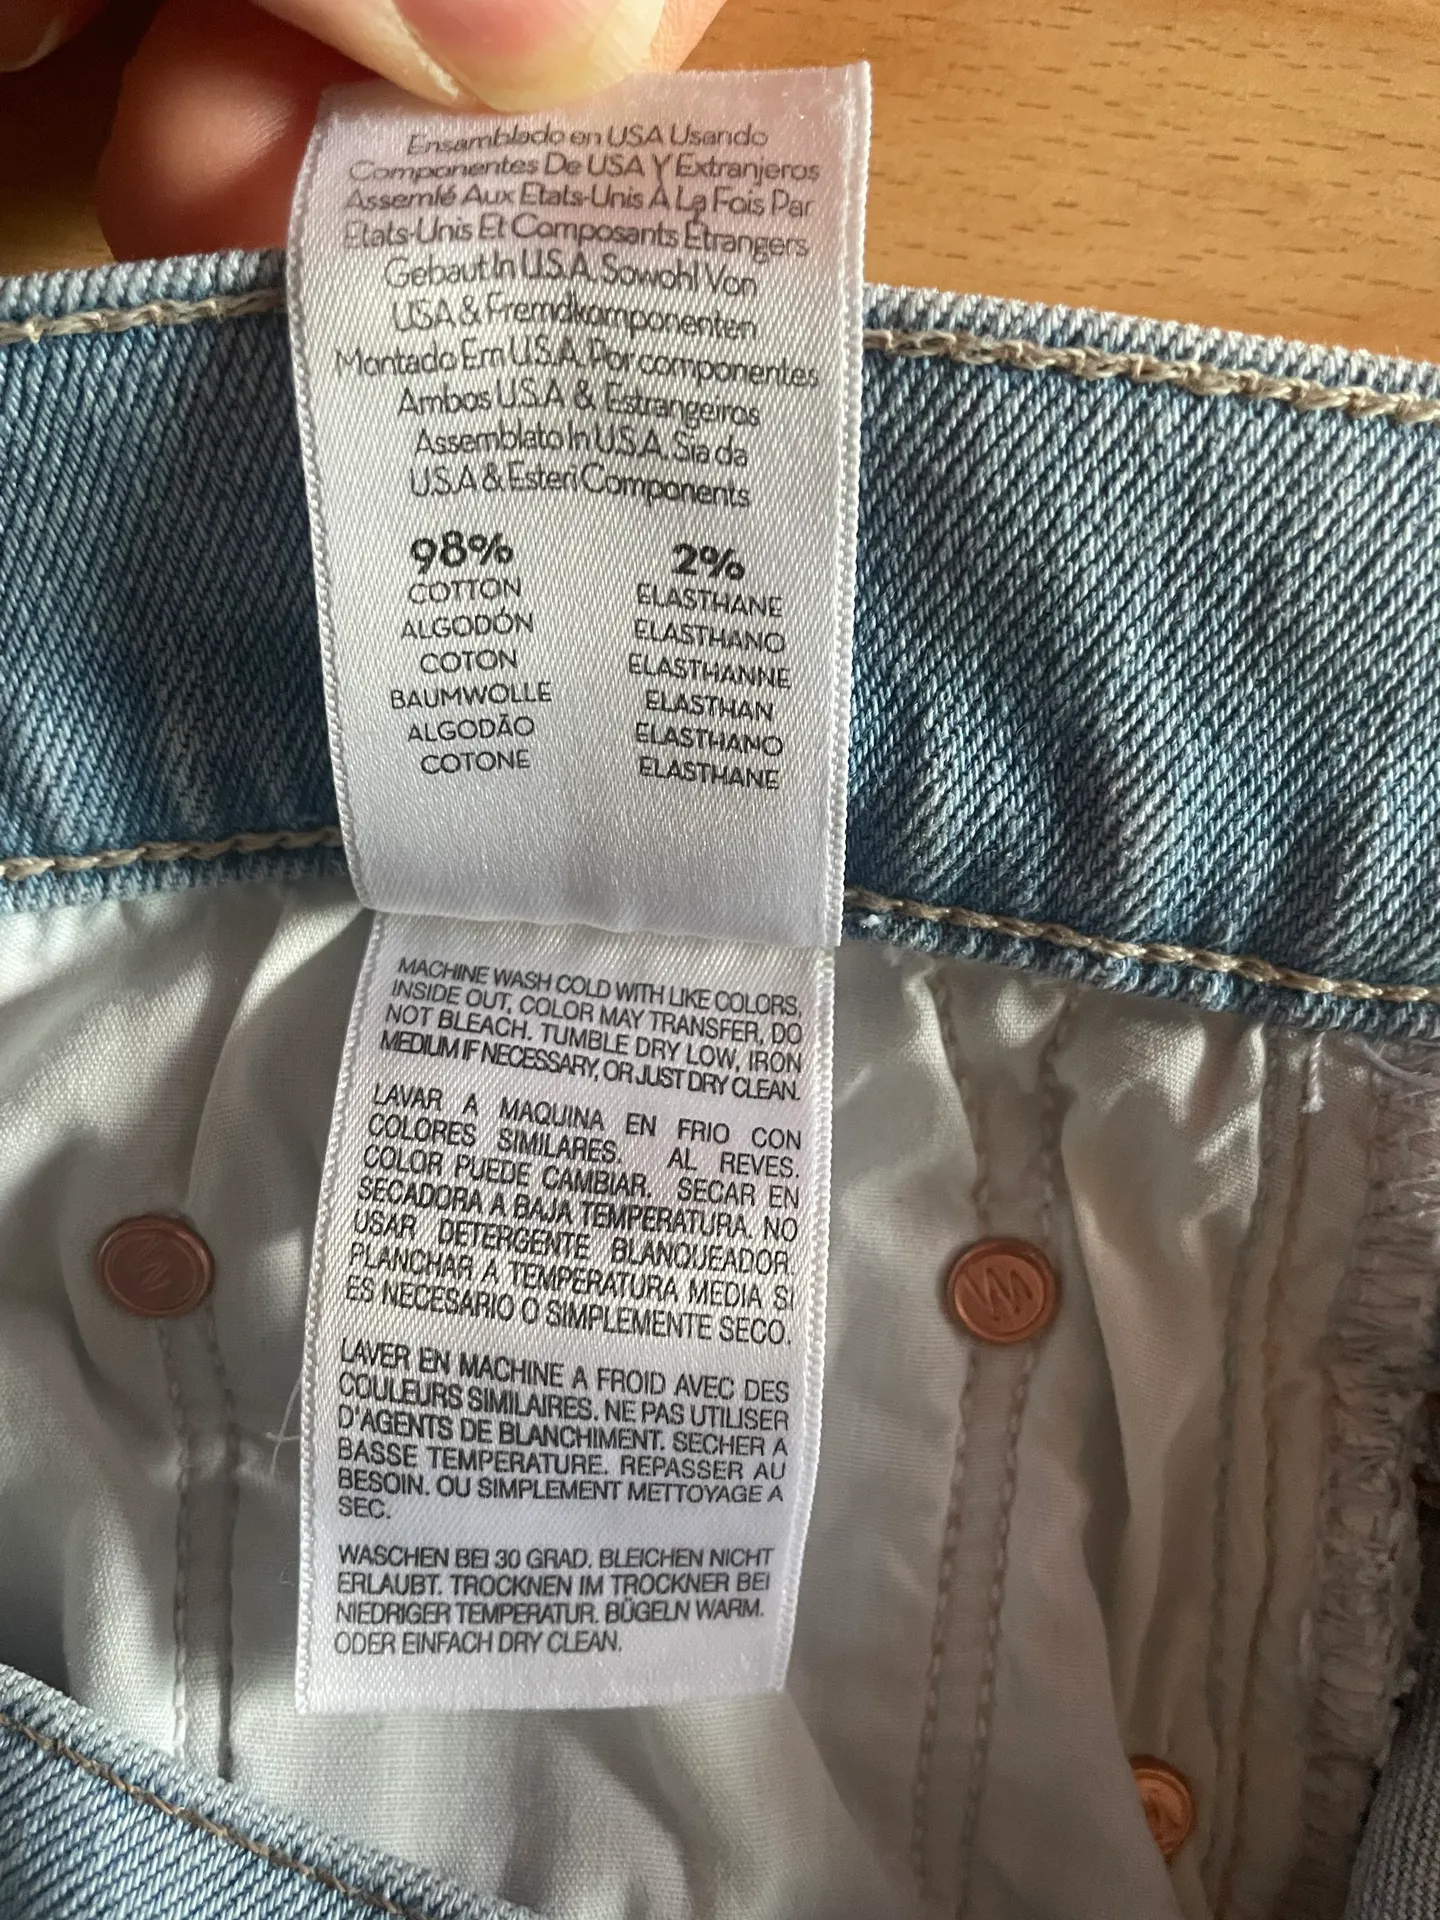 Ensamblado en USA Usando
Componentes De USA Y Extranjeros
Assemlé Aux Etats-Unis À La Fois Par
Etats-Unis Et Composants Étrangers
Gebaut In U.S.A. Sowohl Von
USA & Fremdkomponenten
Montado Em U.S.A. Por componentes
Ambos U.S.A & Estrangeiros
Assemblato In U.S.A. Sia da
U.S.A & Esteri Components
98% 2%
COTTON ELASTHANE
ALGODÓN ELASTHANO
COTON ELASTHANNE
BAUMWOLLE ELASTHAN
ALGODÃO ELASTHANO
COTONE ELASTHANE
MACHINE WASH COLD WITH LIKE COLORS,
INSIDE OUT, COLOR MAY TRANSFER, DO
NOT BLEACH. TUMBLE DRY LOW, IRON
MEDIUM IF NECESSARY, OR JUST DRY CLEAN.
LAVAR A MAQUINA EN FRIO CON
COLORES SIMILARES. AL REVES.
COLOR PUEDE CAMBIAR. SECAR EN
SECADORA A BAJA TEMPERATURA. NO
USAR DETERGENTE BLANQUEADOR.
PLANCHAR A TEMPERATURA MEDIA SI
ES NECESARIO O SIMPLEMENTE SECO.
LAVER EN MACHINE A FROID AVEC DES
COULEURS SIMILAIRES. NE PAS UTILISER
D'AGENTS DE BLANCHIMENT. SECHER A
BASSE TEMPERATURE. REPASSER AU
BESOIN. OU SIMPLEMENT METTOYAGE A
SEC.
WASCHEN BEI 30 GRAD. BLEICHEN NICHT
ERLAUBT. TROCKNEN IM TROCKNER BEI
NIEDRIGER TEMPERATUR. BÜGELN WARM.
ODER EINFACH DRY CLEAN.